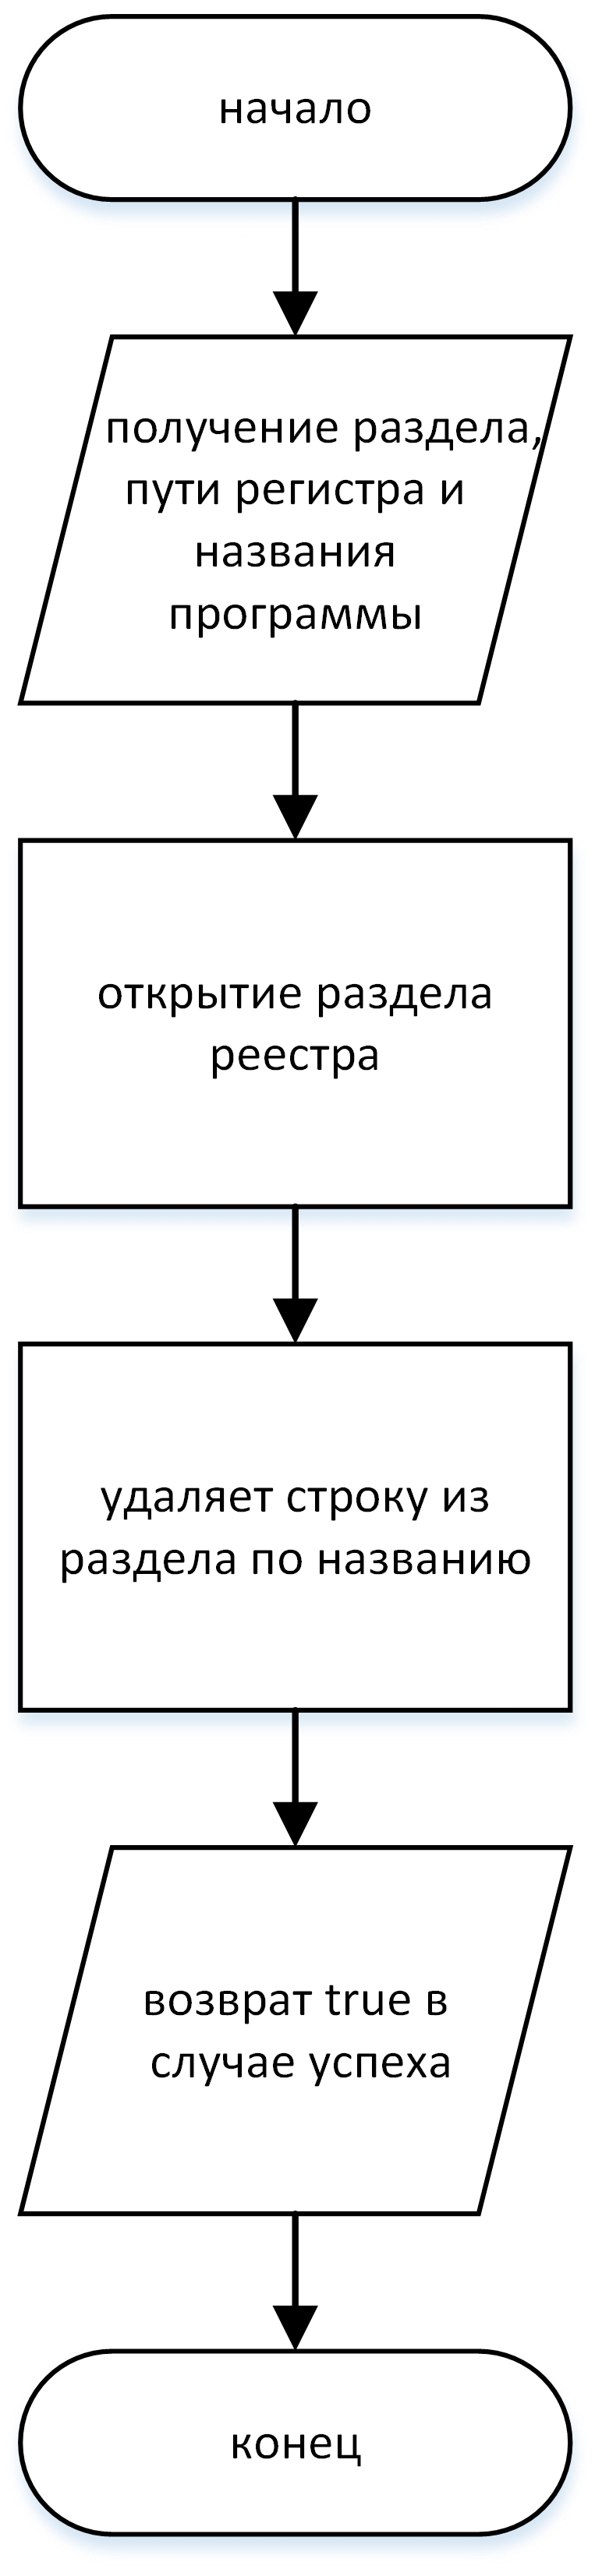 начало
получение раздела,
пути регистра и
названия
программы
открытие раздела
реестра
удаляет строку из
раздела по названию
возврат true в
случае успеха
конец